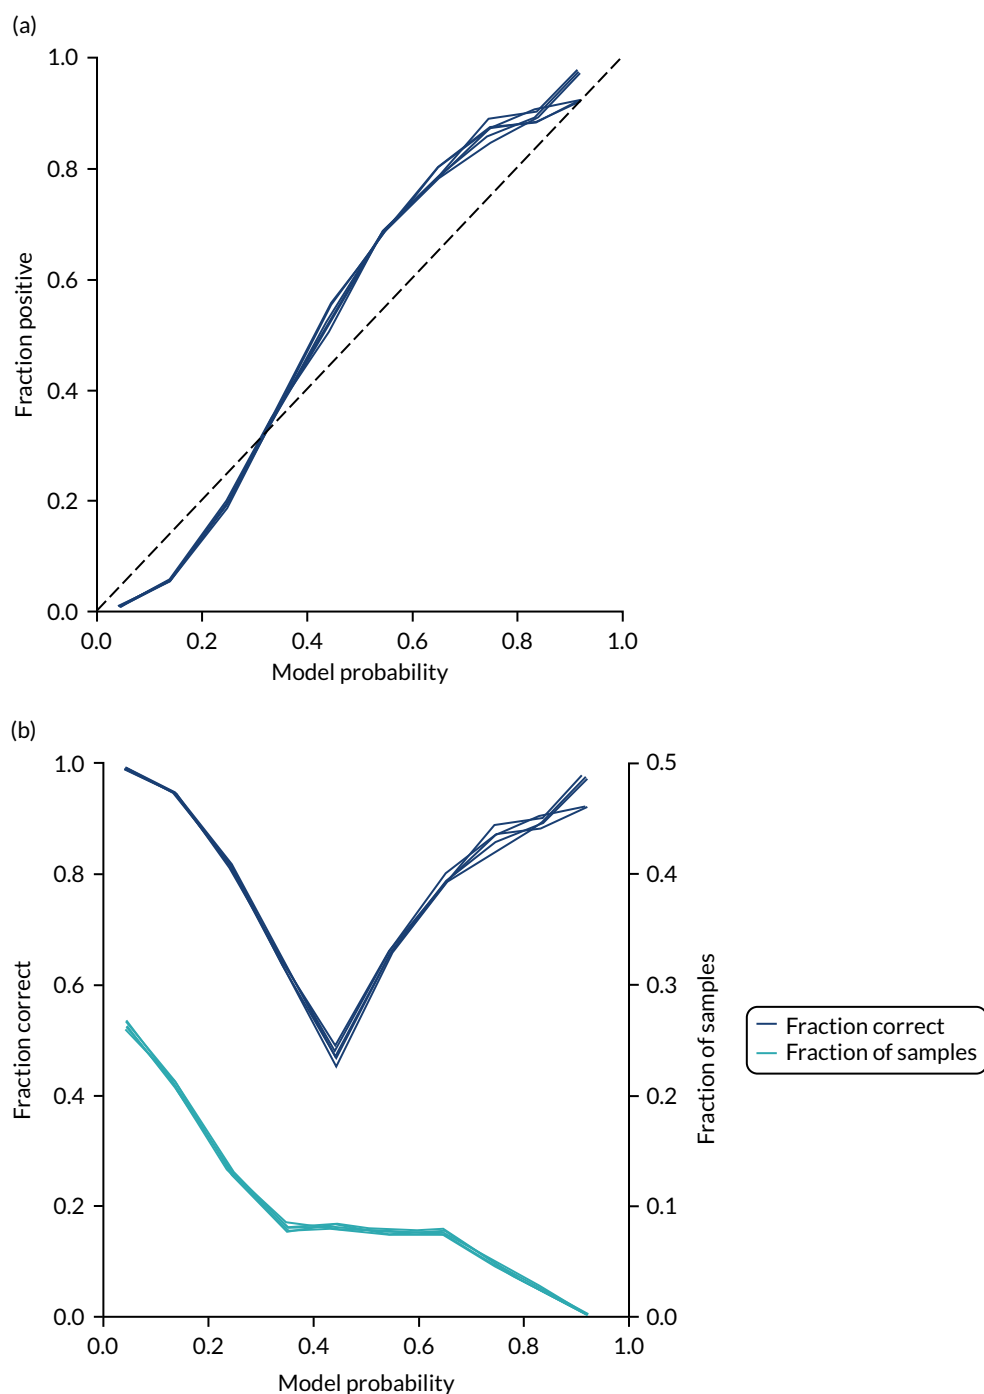 (a)
1.0
0.8
0.6
0.4
0.2
0.0
Fraction positive
0.0 0.2 0.4 0.6 0.8 1.0
Model probability
(b)
1.0
0.8
0.6
0.4
0.2
0.0
Fraction correct
0.5
0.4
0.3
0.2
0.1
0.0
Fraction of samples
0.0 0.2 0.4 0.6 0.8 1.0
Model probability
Fraction correct
Fraction of samples